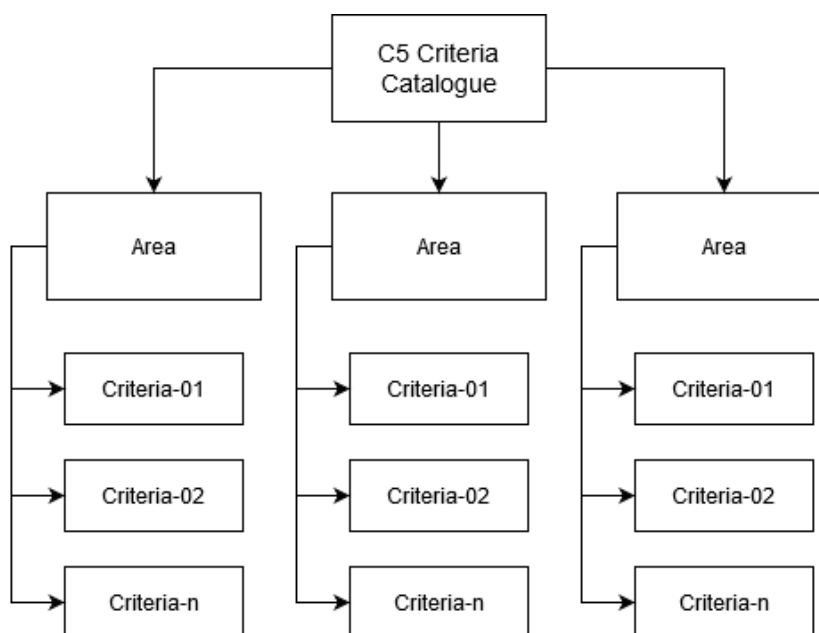 C5 Criteria
Catalogue
Area
Area
Area
Criteria-01
Criteria-01
Criteria-01
Criteria-02
Criteria-02
Criteria-02
Criteria-n
Criteria-n
Criteria-n